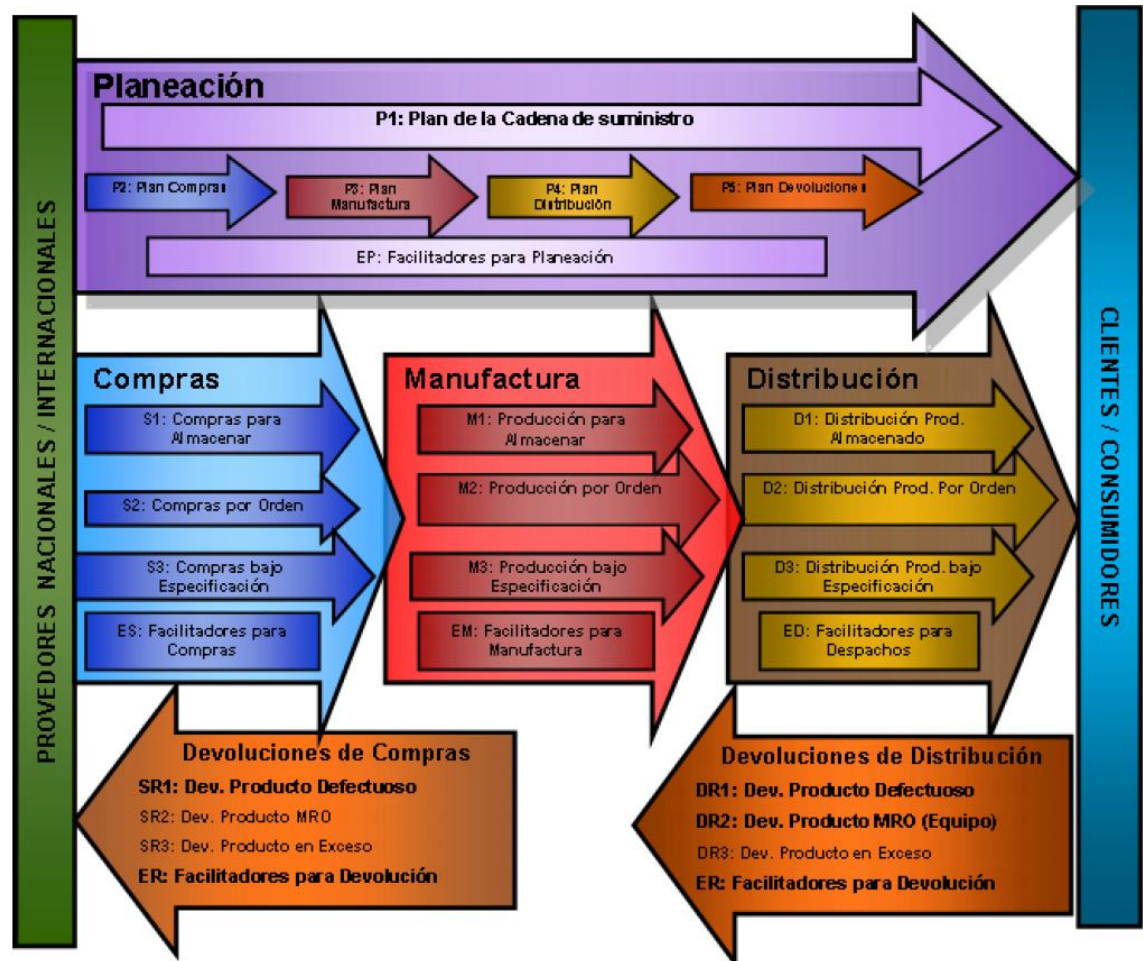 PROVEDORES NACIONALES / INTERNACIONALES
Planeación
P1: Plan de la Cadena de suministro
P2: Plan Compras
P3: Plan
Manufactura
P4: Plan
Distribución
P5: Plan Devoluciones
EP: Facilitadores para Planeación
Compras
S1: Compras para
Almacenar
S2: Compras por Orden
S3: Compras bajo
Especificación
ES: Facilitadores para
Compras
Manufactura
M1: Producción para
Almacenar
M2: Producción por Orden
M3: Producción bajo
Especificación
EM: Facilitadores para
Manufactura
Distribución
D1: Distribución Prod.
Almacenado
D2: Distribución Prod. Por Orden
D3: Distribución Prod. bajo
Especificación
ED: Facilitadores para
Despachos
Devoluciones de Compras
SR1: Dev. Producto Defectuoso
SR2: Dev. Producto MRO
SR3: Dev. Producto en Exceso
ER: Facilitadores para Devolución
Devoluciones de Distribución
DR1: Dev. Producto Defectuoso
DR2: Dev. Producto MRO (Equipo)
DR3: Dev. Producto en Exceso
ER: Facilitadores para Devolución
CLIENTES / CONSUMIDORES